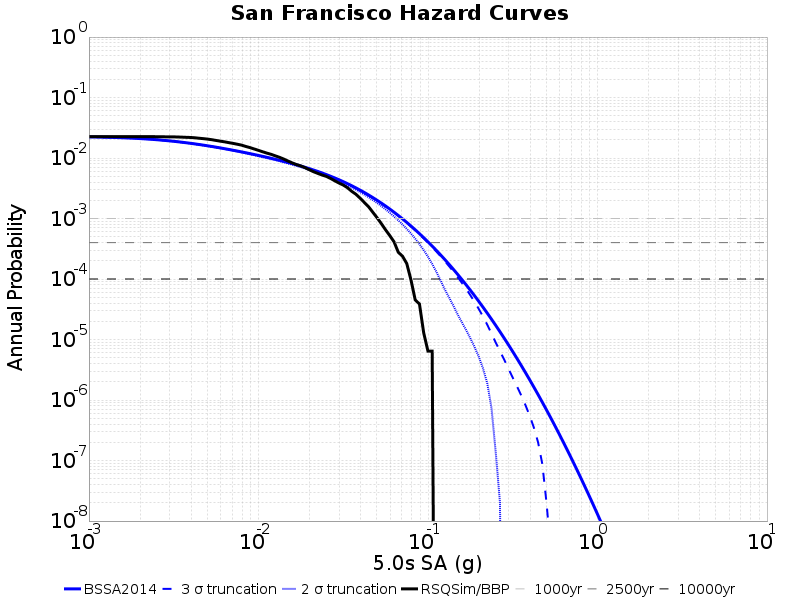 San Francisco Hazard Curves
10^0
10^-1
10^-2
10^-3
10^-4
10^-5
10^-6
10^-7
10^-8
Annual Probability
10^-3 10^-2 10^-1 10^0 10^1
5.0s SA (g)
BSSA2014 3 σ truncation 2 σ truncation RSQSim/BBP 1000yr 2500yr 10000yr